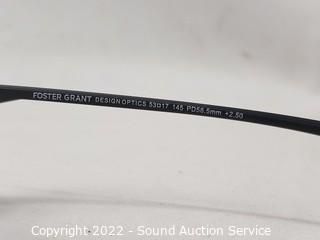 FOSTER GRANT DESIGN OPTICS 53□17 145 PD58.5mm +2.50
Copyright - 2022 - Sound Auction Service